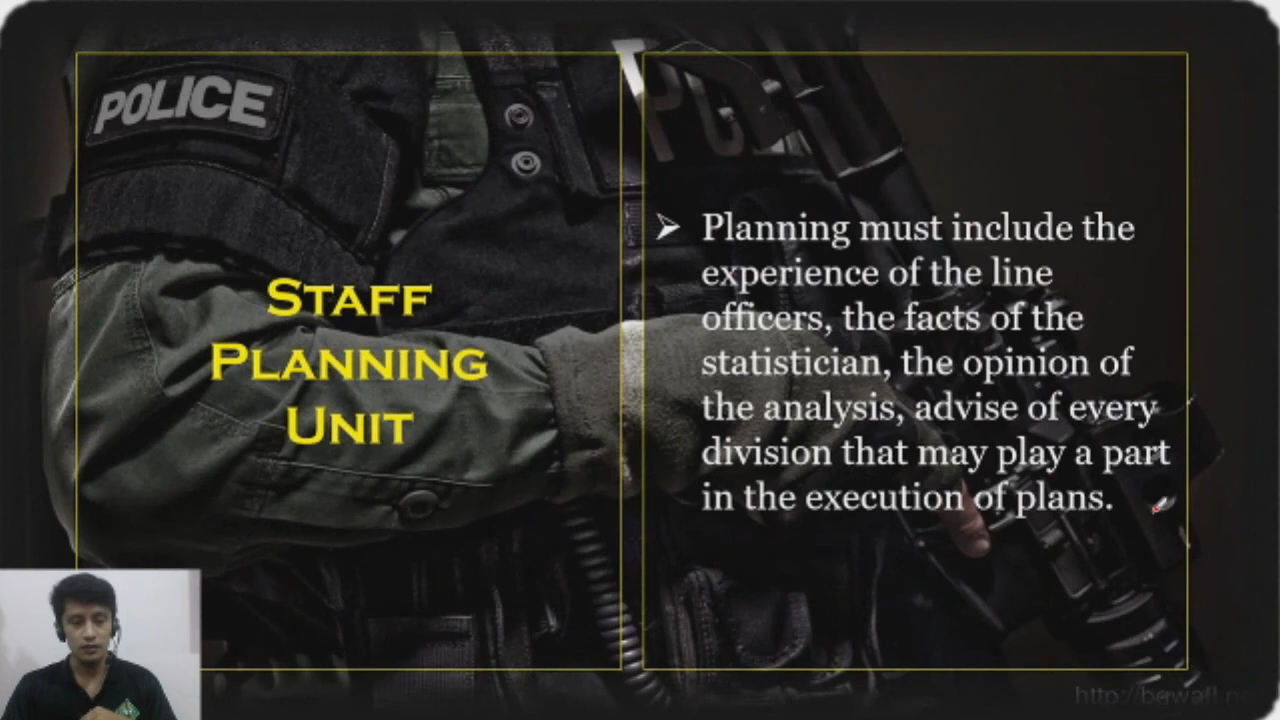 POLICE
STAFF
PLANNING
UNIT
Planning must include the
experience of the line
officers, the facts of the
statistician, the opinion of
the analysis, advise of every
division that may play a part
in the execution of plans.